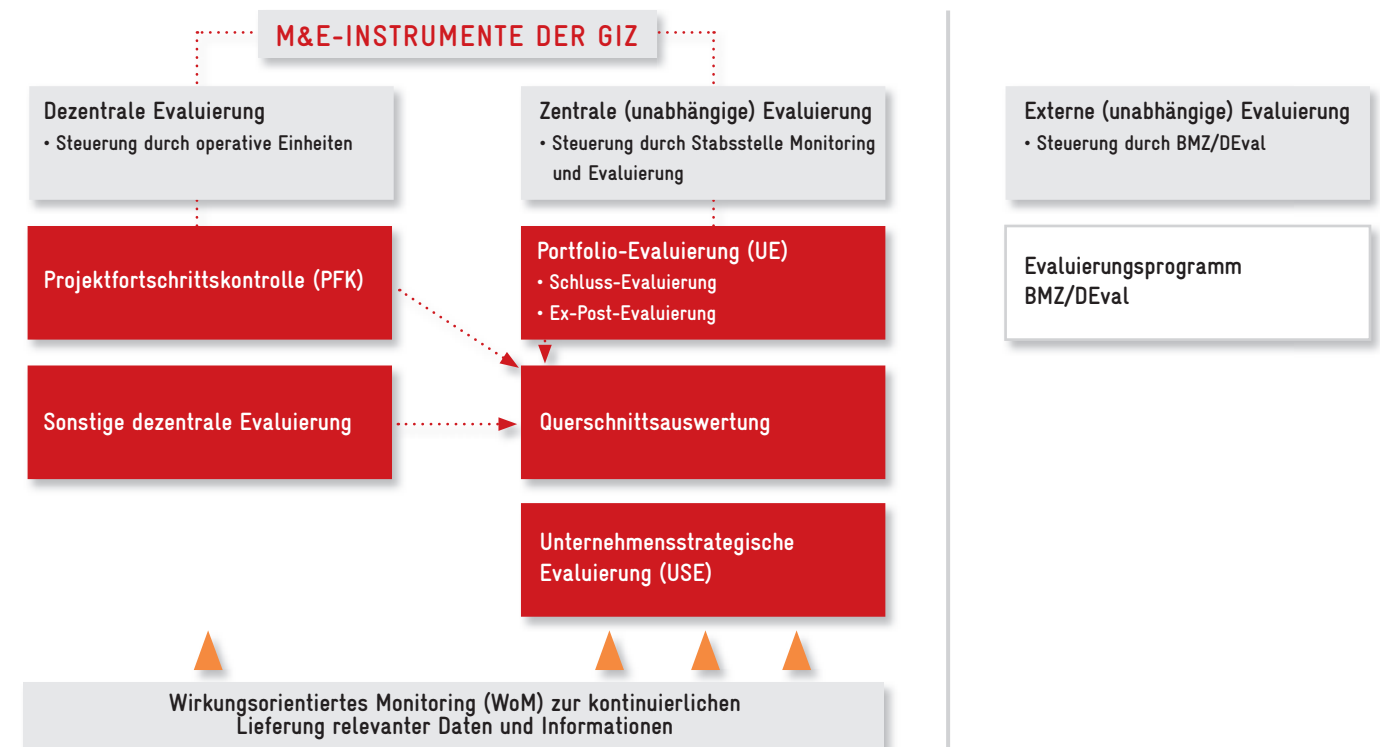 M&E-INSTRUMENTE DER GIZ
Dezentrale Evaluierung
• Steuerung durch operative Einheiten
Zentrale (unabhängige) Evaluierung
• Steuerung durch Stabsstelle Monitoring
und Evaluierung
Externe (unabhängige) Evaluierung
• Steuerung durch BMZ/DEval
Projektfortschrittskontrolle (PFK)
Portfolio-Evaluierung (UE)
• Schluss-Evaluierung
• Ex-Post-Evaluierung
Evaluierungsprogramm
BMZ/DEval
Sonstige dezentrale Evaluierung
Querschnittsauswertung
Unternehmensstrategische
Evaluierung (USE)
Wirkungsorientiertes Monitoring (WoM) zur kontinuierlichen
Lieferung relevanter Daten und Informationen